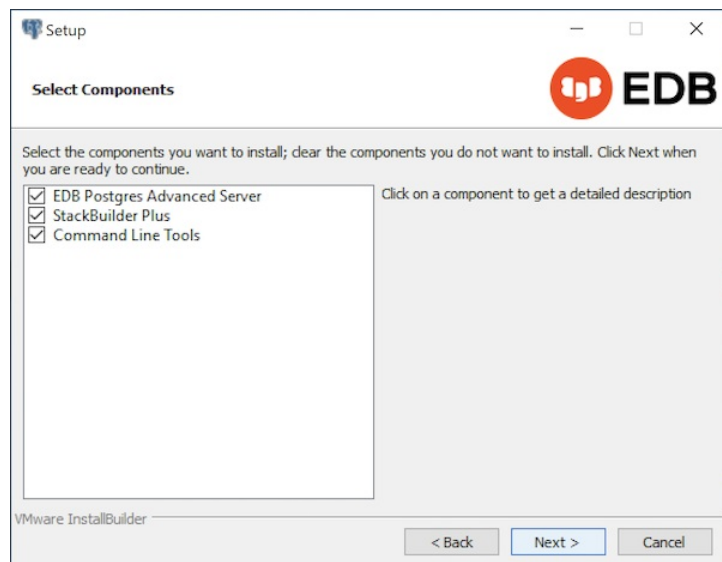 Setup
Select Components
EDB
Select the components you want to install; clear the components you do not want to install. Click Next when
you are ready to continue.
EDB Postgres Advanced Server
StackBuilder Plus
Command Line Tools
Click on a component to get a detailed description
VMware InstallBuilder
< Back
Next >
Cancel